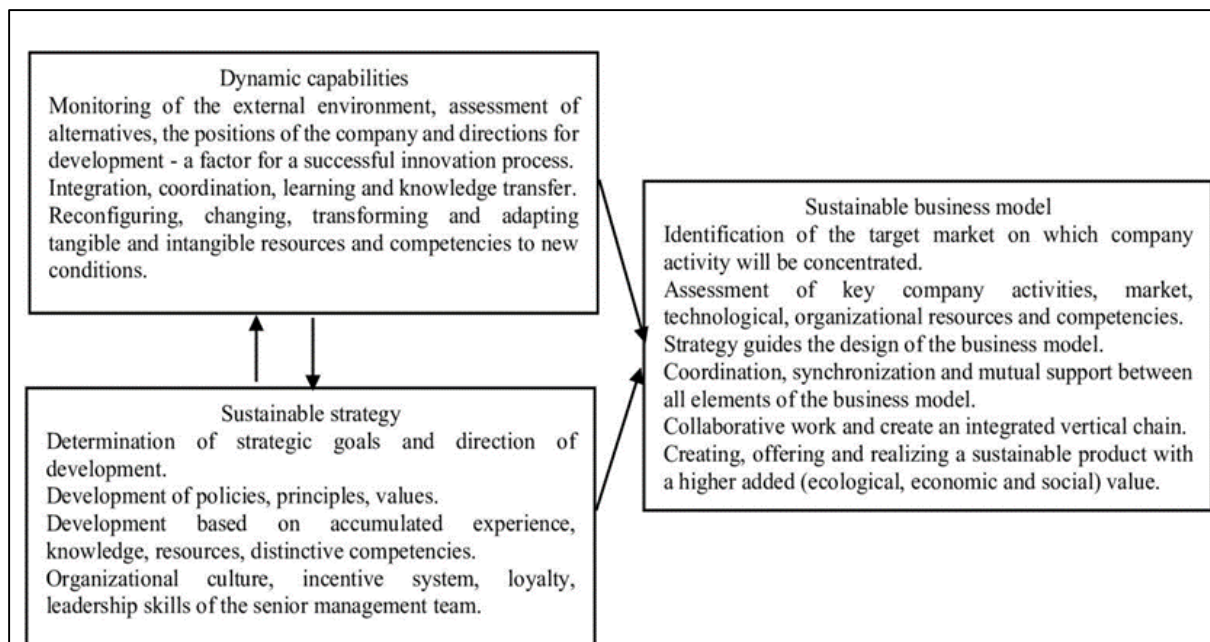 Dynamic capabilities
Monitoring of the external environment, assessment of
alternatives, the positions of the company and directions for
development - a factor for a successful innovation process.
Integration, coordination, learning and knowledge transfer.
Reconfiguring, changing, transforming and adapting
tangible and intangible resources and competencies to new
conditions.
Sustainable strategy
Determination of strategic goals and direction of
development.
Development of policies, principles, values.
Development based on accumulated experience,
knowledge, resources, distinctive competencies.
Organizational culture, incentive system, loyalty,
leadership skills of the senior management team.
Sustainable business model
Identification of the target market on which company
activity will be concentrated.
Assessment of key company activities, market,
technological, organizational resources and competencies.
Strategy guides the design of the business model.
Coordination, synchronization and mutual support between
all elements of the business model.
Collaborative work and create an integrated vertical chain.
Creating, offering and realizing a sustainable product with
a higher added (ecological, economic and social) value.